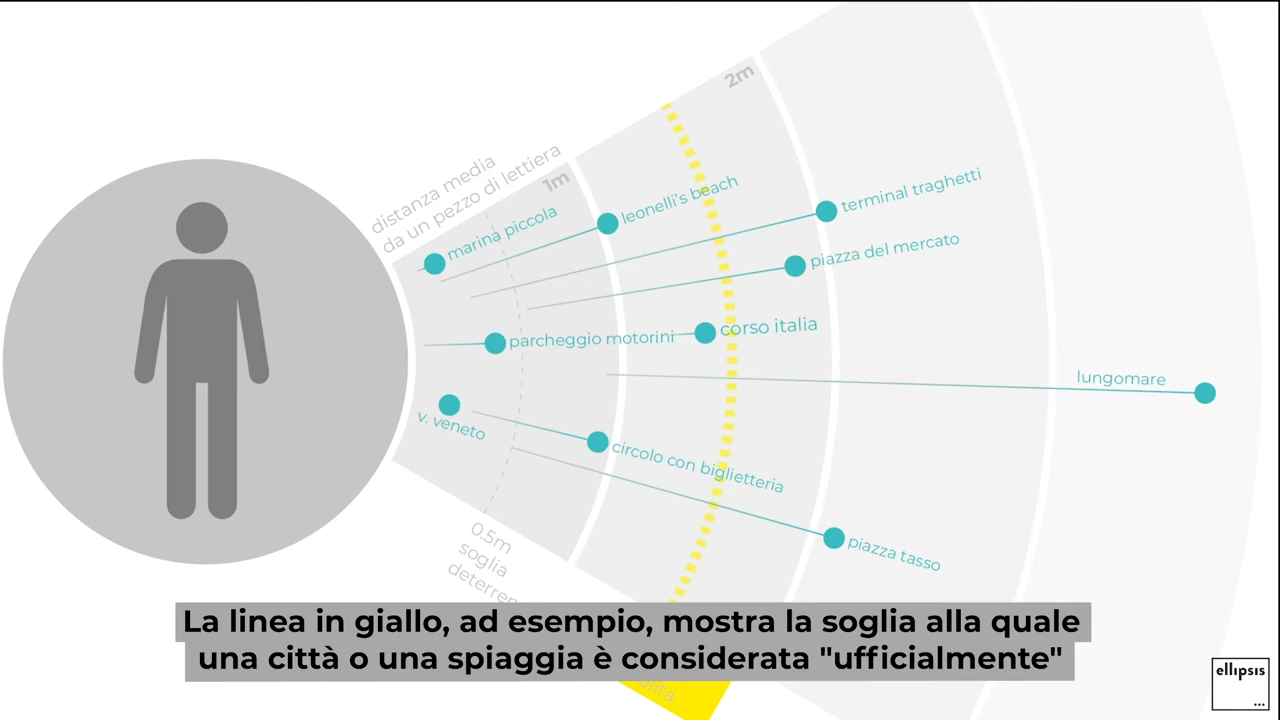 distanza media
da un pezzo di lettiera
1m
2m
marina piccola
leonelli's beach
terminal traghetti
piazza del mercato
parcheggio motorini
corso italia
lungomare
v. veneto
circolo con biglietteria
piazza tasso
0.5m
soglia
La linea in giallo, ad esempio, mostra la soglia alla quale
una città o una spiaggia è considerata "ufficialmente"
ellipsis
...